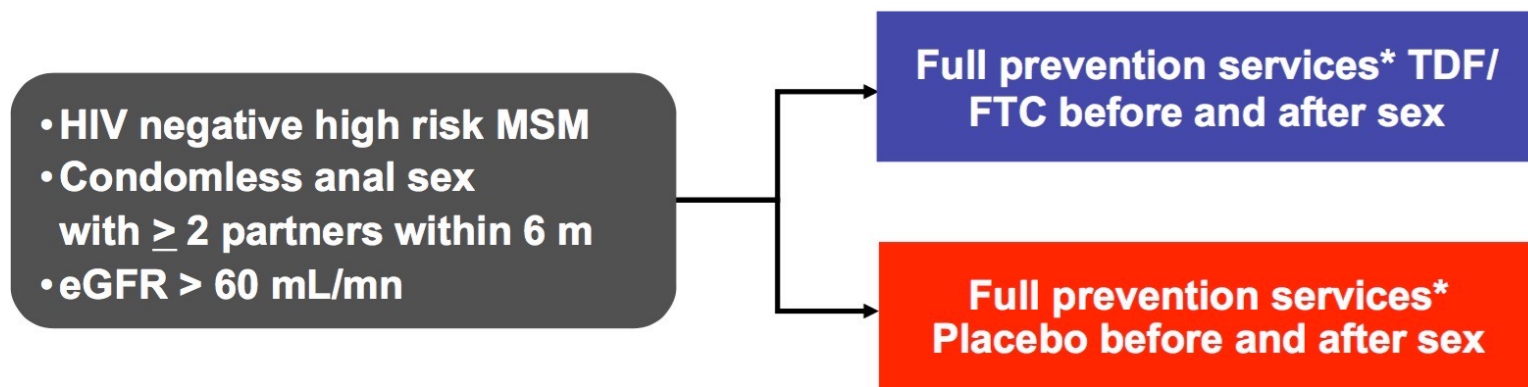 • HIV negative high risk MSM
• Condomless anal sex
with ≥ 2 partners within 6 m
• eGFR > 60 mL/mn
Full prevention services* TDF/
FTC before and after sex
Full prevention services*
Placebo before and after sex